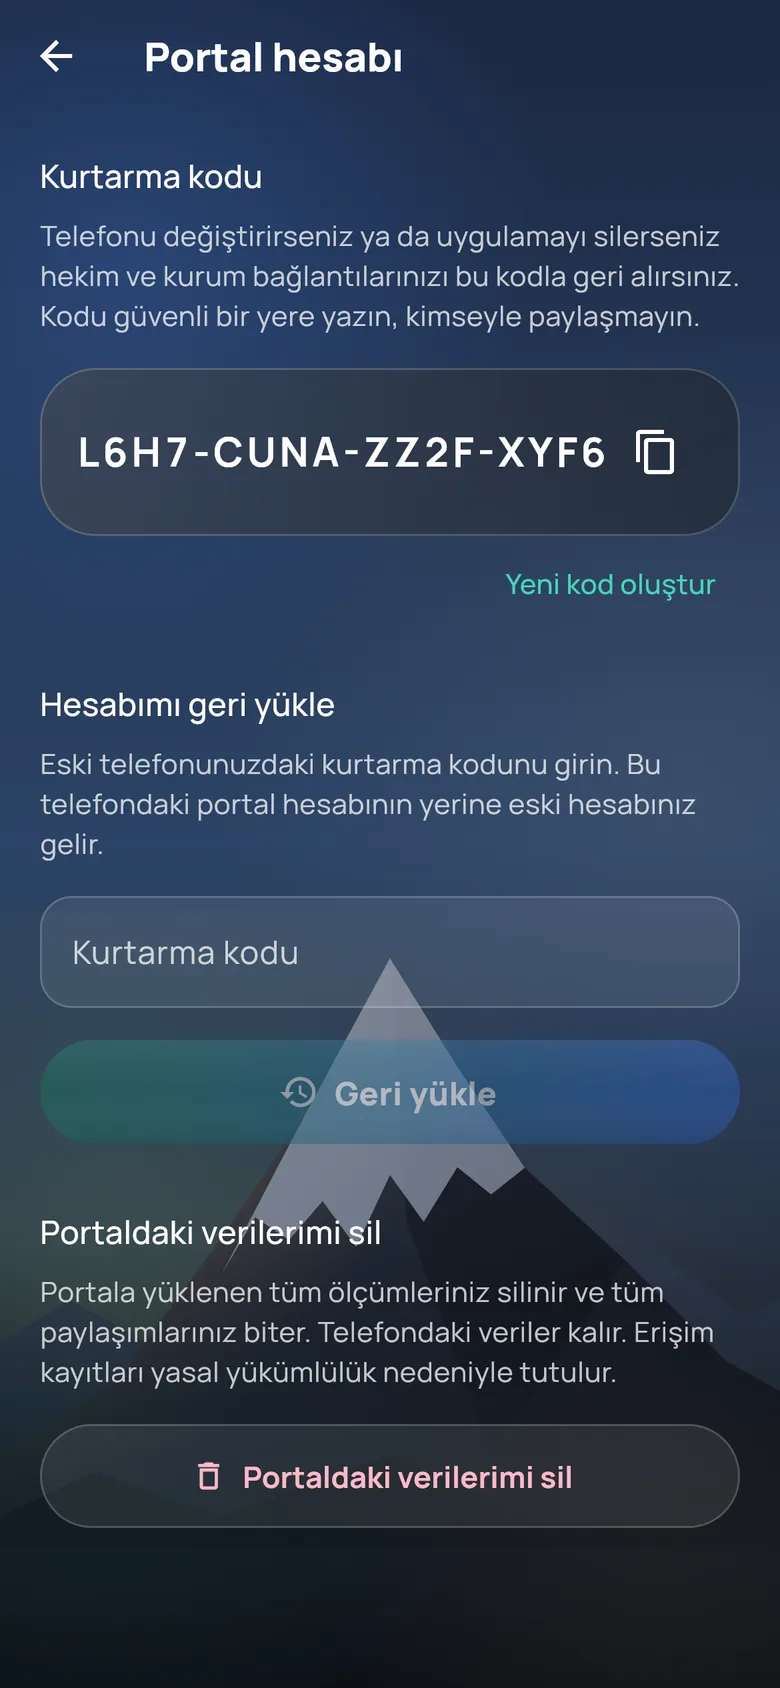 Portal hesabı
Kurtarma kodu
Telefonu değiştirirseniz ya da uygulamayı silerseniz
hekim ve kurum bağlantılarınızı bu kodla geri alırsınız.
Kodu güvenli bir yere yazın, kimseyle paylaşmayın.
L6H7-CUNA-ZZ2F-XYF6
Yeni kod oluştur
Hesabımı geri yükle
Eski telefonunuzdaki kurtarma kodunu girin. Bu
telefondaki portal hesabının yerine eski hesabınız
gelir.
Kurtarma kodu
Geri yükle
Portaldaki verilerimi sil
Portala yüklenen tüm ölçümleriniz silinir ve tüm
paylaşımlarınız biter. Telefondaki veriler kalır. Erişim
kayıtları yasal yükümlülük nedeniyle tutulur.
Portaldaki verilerimi sil